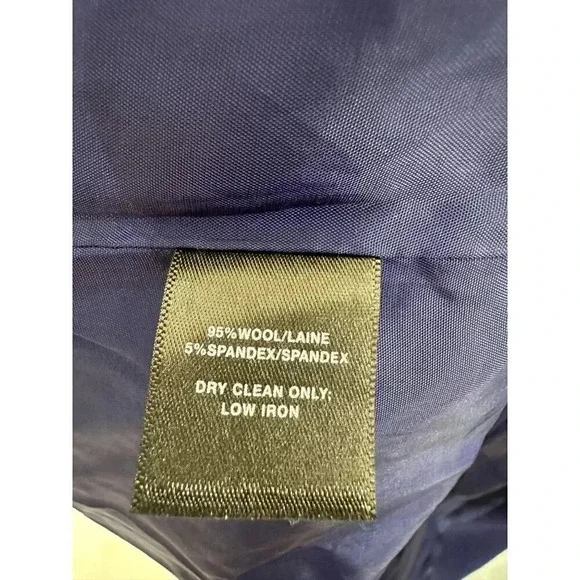 95%WOOL/LAINE
5%SPANDEX/SPANDEX
DRY CLEAN ONLY;
LOW IRON